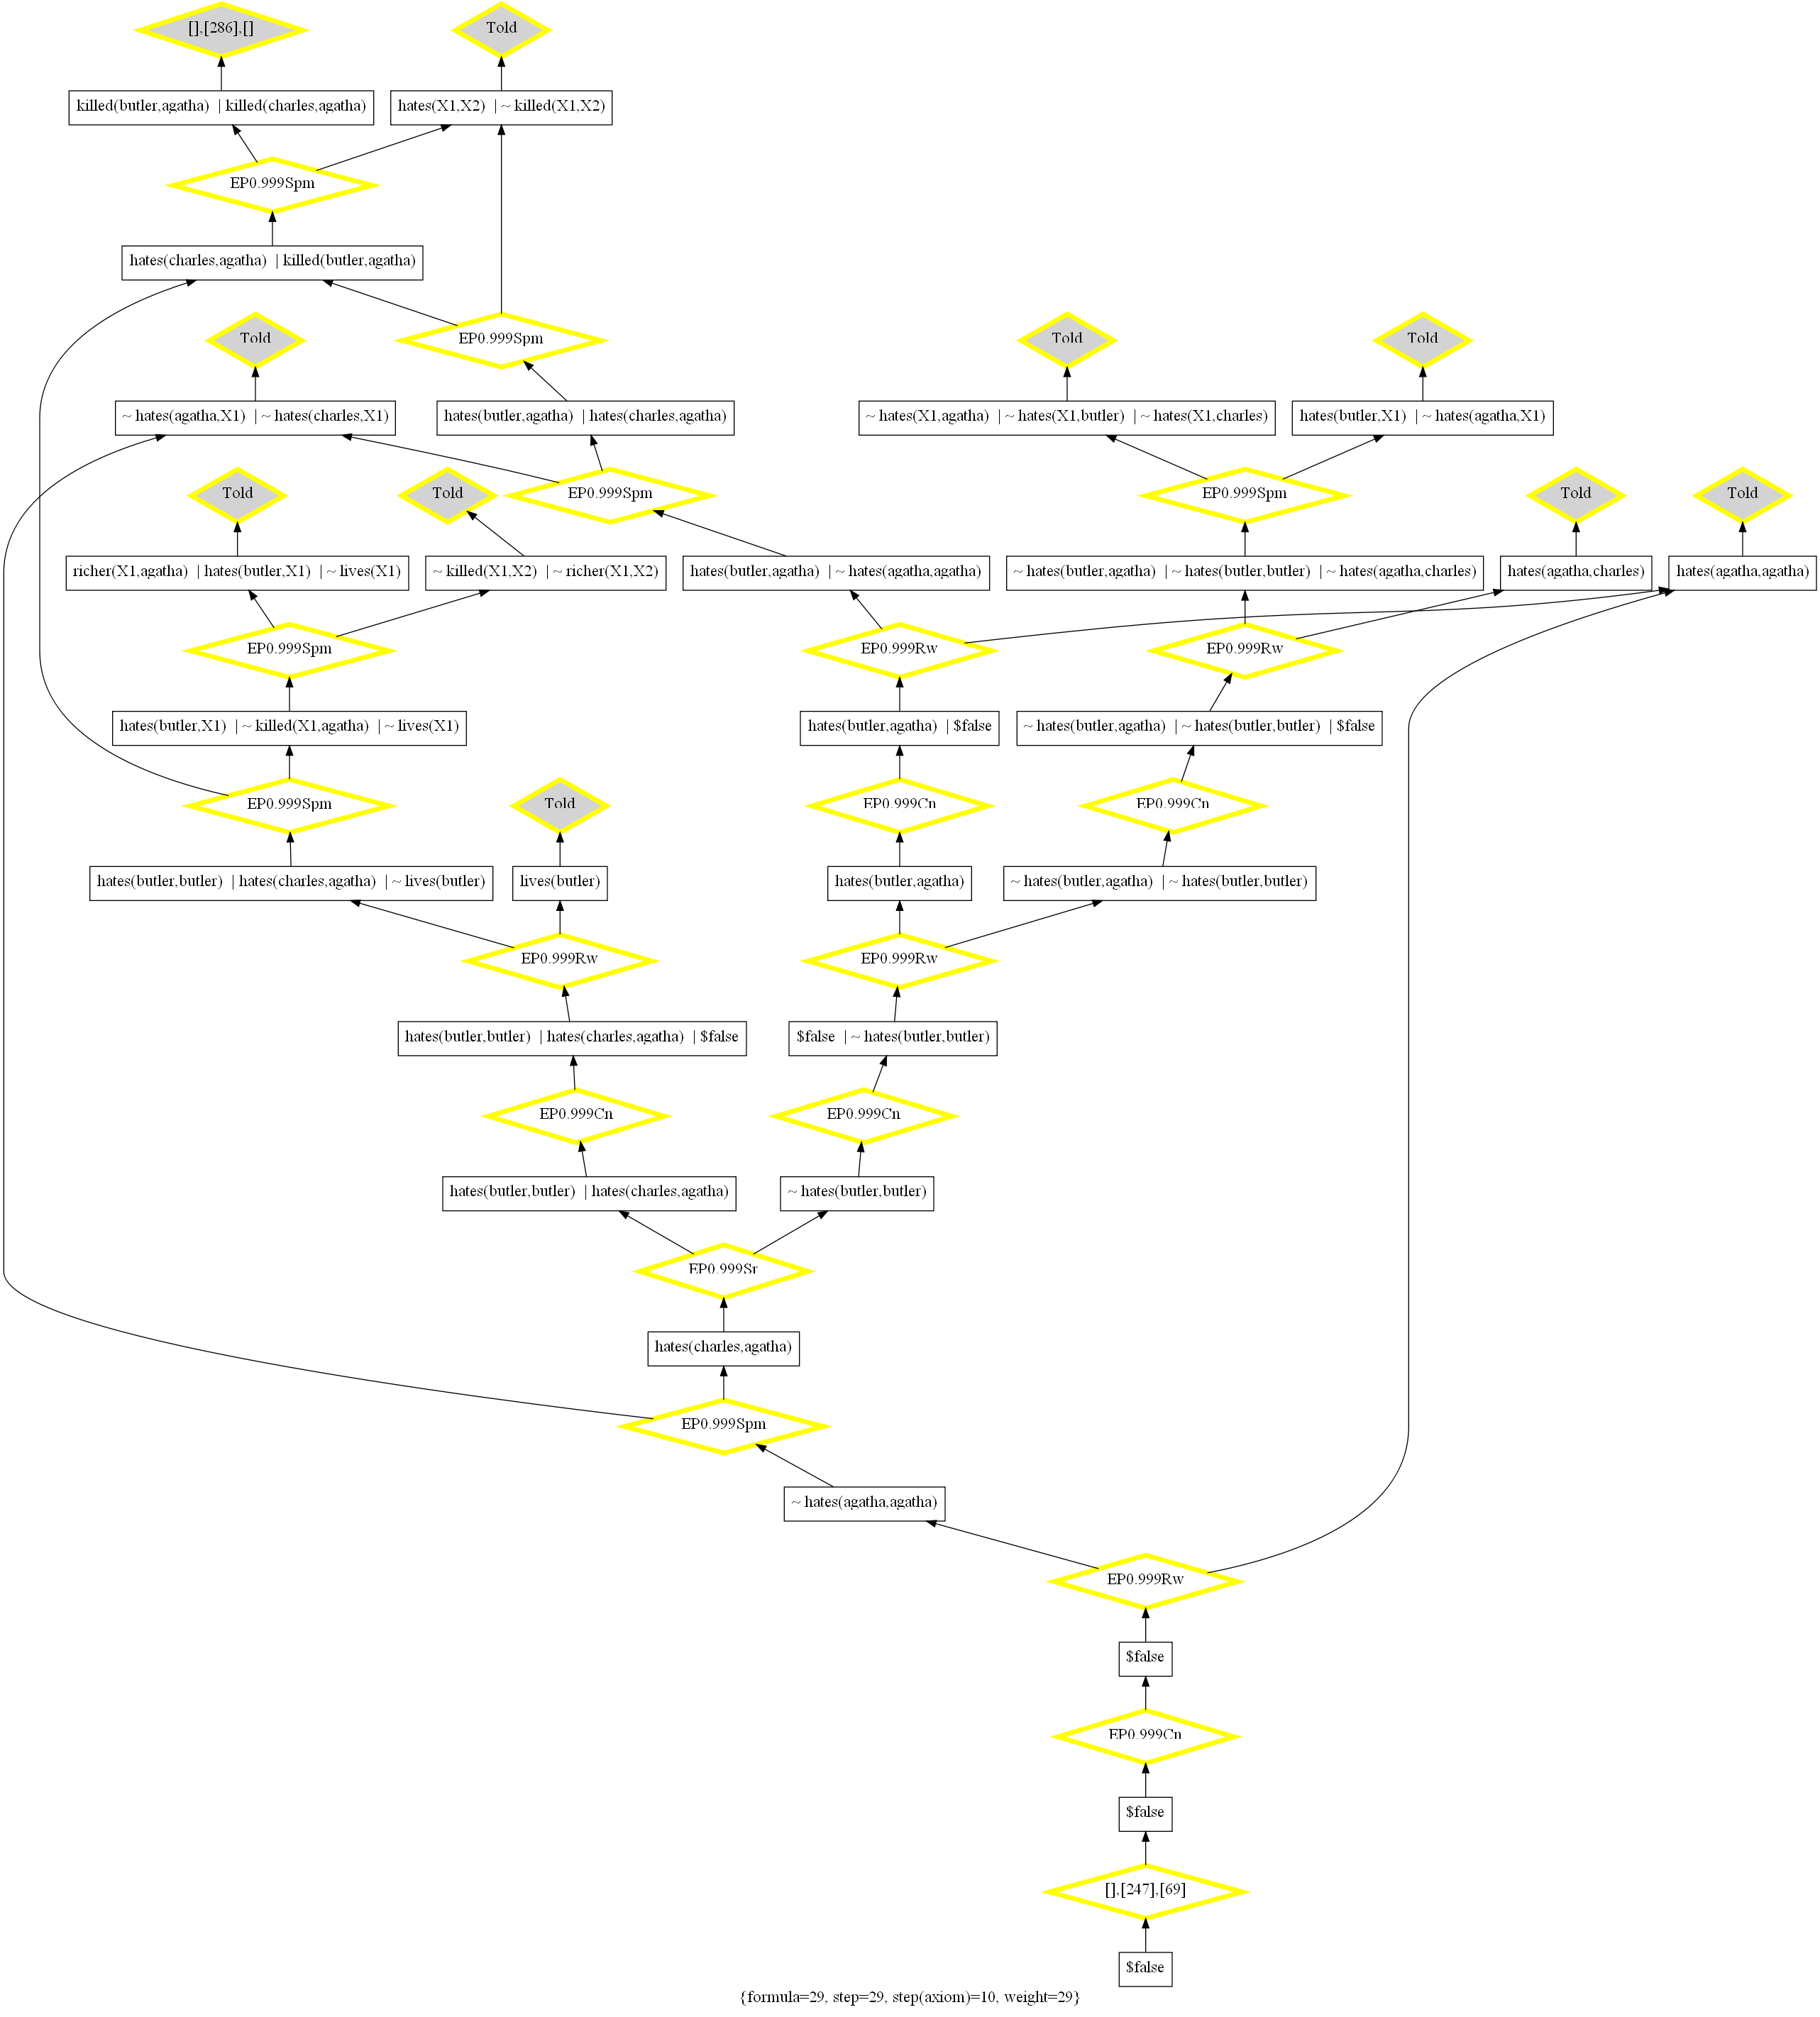 [],[286],[]
Told
killed(butler,agatha) | killed(charles,agatha)
hates(X1,X2) | ~ killed(X1,X2)
EP0.999Spm
hates(charles,agatha) | killed(butler,agatha)
Told
EP0.999Spm
Told
Told
~ hates(agatha,X1) | ~ hates(charles,X1)
hates(butler,agatha) | hates(charles,agatha)
~ hates(X1,agatha) | ~ hates(X1,butler) | ~ hates(X1,charles)
hates(butler,X1) | ~ hates(agatha,X1)
Told
Told
EP0.999Spm
EP0.999Spm
Told
Told
richer(X1,agatha) | hates(butler,X1) | ~ lives(X1)
~ killed(X1,X2) | ~ richer(X1,X2)
hates(butler,agatha) | ~ hates(agatha,agatha)
~ hates(butler,agatha) | ~ hates(butler,butler) | ~ hates(agatha,charles)
hates(agatha,charles)
hates(agatha,agatha)
EP0.999Spm
EP0.999Rw
EP0.999Rw
hates(butler,X1) | ~ killed(X1,agatha) | ~ lives(X1)
hates(butler,agatha) | $false
~ hates(butler,agatha) | ~ hates(butler,butler) | $false
EP0.999Spm
Told
EP0.999Cn
EP0.999Cn
hates(butler,butler) | hates(charles,agatha) | ~ lives(butler)
lives(butler)
hates(butler,agatha)
~ hates(butler,agatha) | ~ hates(butler,butler)
EP0.999Rw
EP0.999Rw
hates(butler,butler) | hates(charles,agatha) | $false
$false | ~ hates(butler,butler)
EP0.999Cn
EP0.999Cn
hates(butler,butler) | hates(charles,agatha)
~ hates(butler,butler)
EP0.999Sr
hates(charles,agatha)
EP0.999Spm
~ hates(agatha,agatha)
EP0.999Rw
$false
EP0.999Cn
$false
[],[247],[69]
$false
{formula=29, step=29, step(axiom)=10, weight=29}